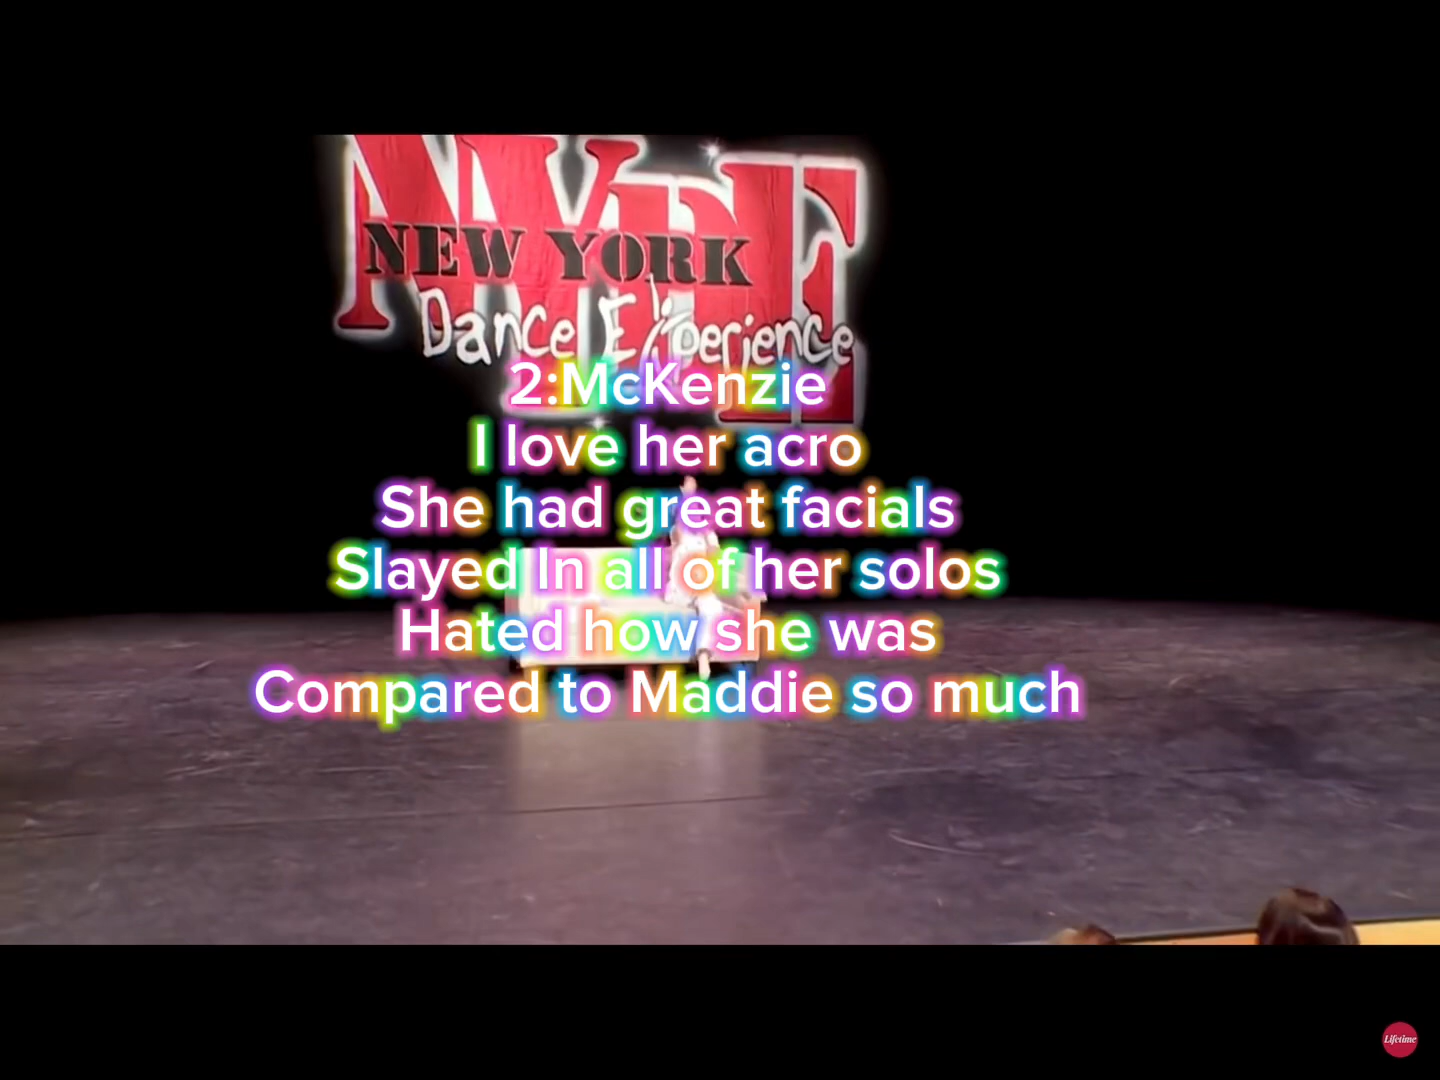 NYDE
NEW YORK
Dance Experience
2:McKenzie
I love her acro
She had great facials
Slayed In all of her solos
Hated how she was
Compared to Maddie so much
Lifetime